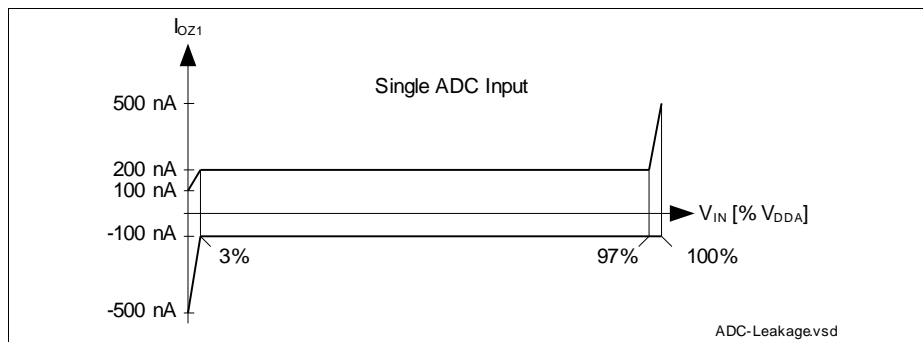 I_OZ1
Single ADC Input
500 nA
200 nA
100 nA
V_IN [% V_DDA]
-100 nA
3%
97%
100%
-500 nA
ADC-Leakage.vsd